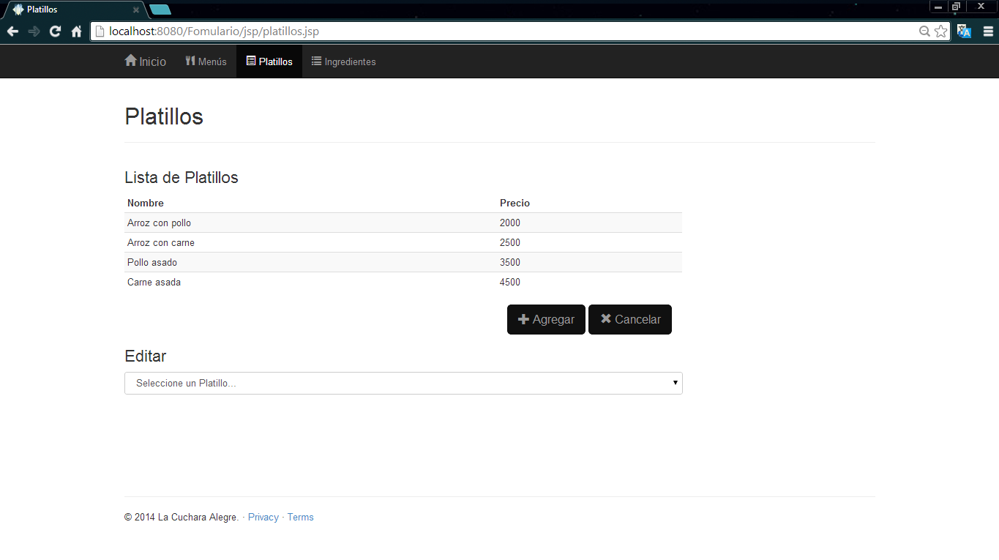 Platillos
localhost:8080/Fomulario/jsp/platillos.jsp
Inicio Menús Platillos Ingredientes
Platillos
Lista de Platillos
Nombre Precio
Arroz con pollo 2000
Arroz con carne 2500
Pollo asado 3500
Carne asada 4500
Agregar Cancelar
Editar
Seleccione un Platillo...
© 2014 La Cuchara Alegre. · Privacy · Terms